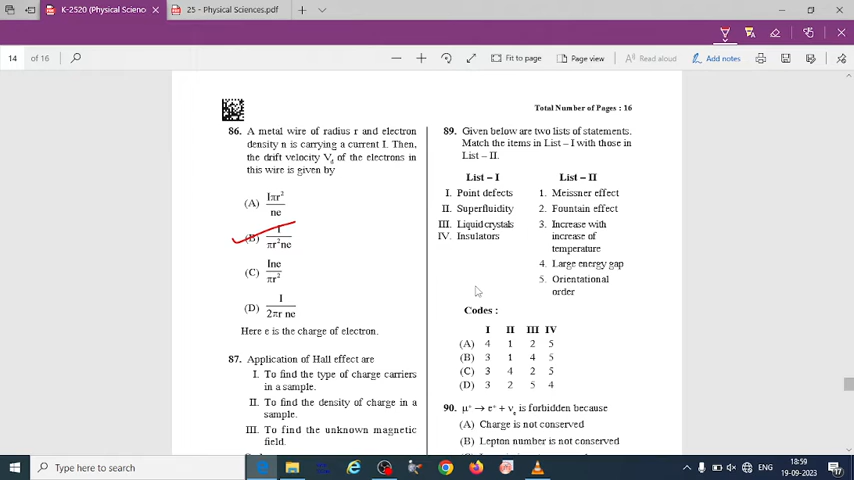 K-2520 (Physical Scienc
25 - Physical Sciences.pdf
14 of 16
Fit to page
Page view
Read aloud
Add notes
Total Number of Pages : 16
86. A metal wire of radius r and electron
density n is carrying a current I. Then,
the drift velocity V_d of the electrons in
this wire is given by
(A) Iπr² / ne
(B) I / πr²ne
(C) Ine / πr²
(D) I / 2πr ne
Here e is the charge of electron.
87. Application of Hall effect are
I. To find the type of charge carriers
in a sample.
II. To find the density of charge in a
sample.
III. To find the unknown magnetic
field.
89. Given below are two lists of statements.
Match the items in List – I with those in
List – II.
List – I List – II
I. Point defects 1. Meissner effect
II. Superfluidity 2. Fountain effect
III. Liquid crystals 3. Increase with
IV. Insulators increase of
temperature
4. Large energy gap
5. Orientational
order
Codes :
I II III IV
(A) 4 1 2 5
(B) 3 1 4 5
(C) 3 4 2 5
(D) 3 2 5 4
90. μ⁺ → e⁺ + ν_e is forbidden because
(A) Charge is not conserved
(B) Lepton number is not conserved
Type here to search
ENG
18:59
19-09-2023
17